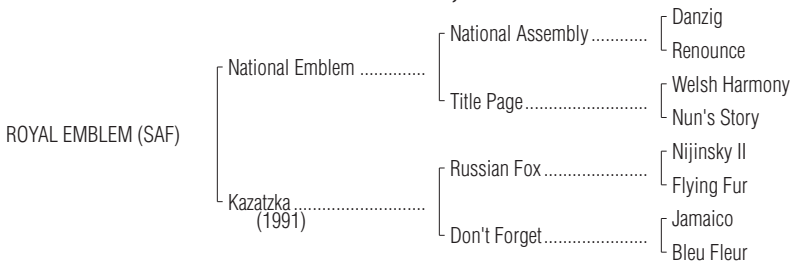 Danzig
National Assembly ............
Renounce
National Emblem ..............
Welsh Harmony
Title Page..........................
Nun's Story
ROYAL EMBLEM (SAF)
Nijinsky II
Russian Fox......................
Flying Fur
Kazatzka............................
(1991)
Jamaico
Don't Forget......................
Bleu Fleur